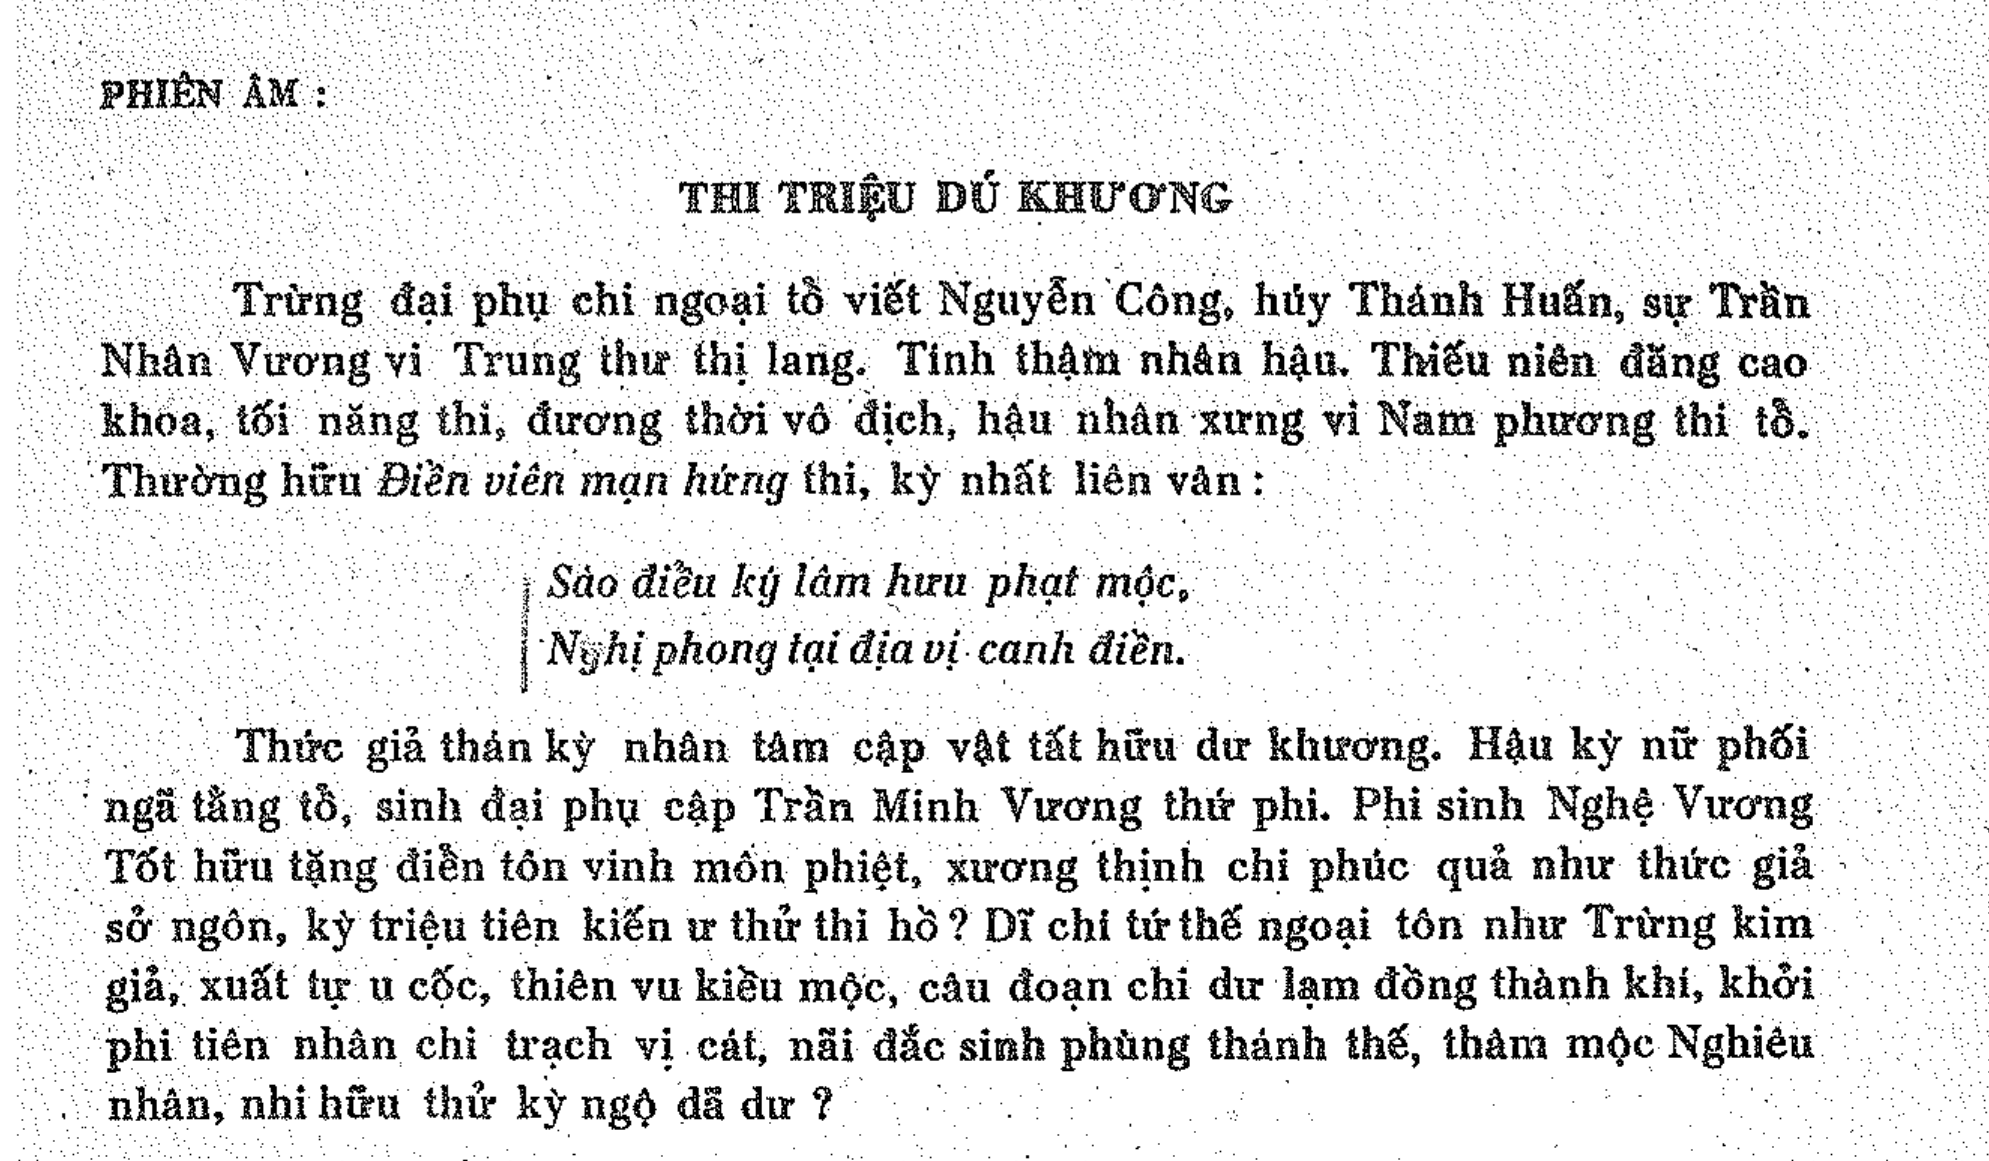 PHIÊN ÂM :
THI TRIỆU DÚ KHƯƠNG
Trừng đại phụ chi ngoại tổ viết Nguyễn Công, húy Thánh Huấn, sự Trần
Nhân Vương vi Trung thư thị lang. Tính thậm nhân hậu. Thiếu niên đăng cao
khoa, tối năng thi, đương thời vô địch, hậu nhân xưng vi Nam phương thi tổ.
Thường hữu Điền viên mạn hứng thi, kỳ nhất liên vân :
Sào điểu ký lâm hưu phạt mộc,
Nghị phong tại địa vị canh điền.
Thức giả thán kỳ nhân tâm cập vật tất hữu dư khương. Hậu kỳ nữ phối
ngã tằng tổ, sinh đại phụ cập Trần Minh Vương thứ phi. Phi sinh Nghệ Vương
Tốt hữu tặng điển tôn vinh môn phiệt, xương thịnh chi phúc quả như thức giả
sở ngôn, kỳ triệu tiên kiến ư thử thi hồ ? Dĩ chí tứ thế ngoại tôn như Trừng kim
giả, xuất tự u cốc, thiên vu kiều mộc, câu đoạn chi dư lạm đồng thành khí, khởi
phi tiên nhân chi trạch vị cát, nãi đắc sinh phùng thánh thế, thâm mộc Nghiêu
nhân, nhi hữu thử kỳ ngộ dã dư ?